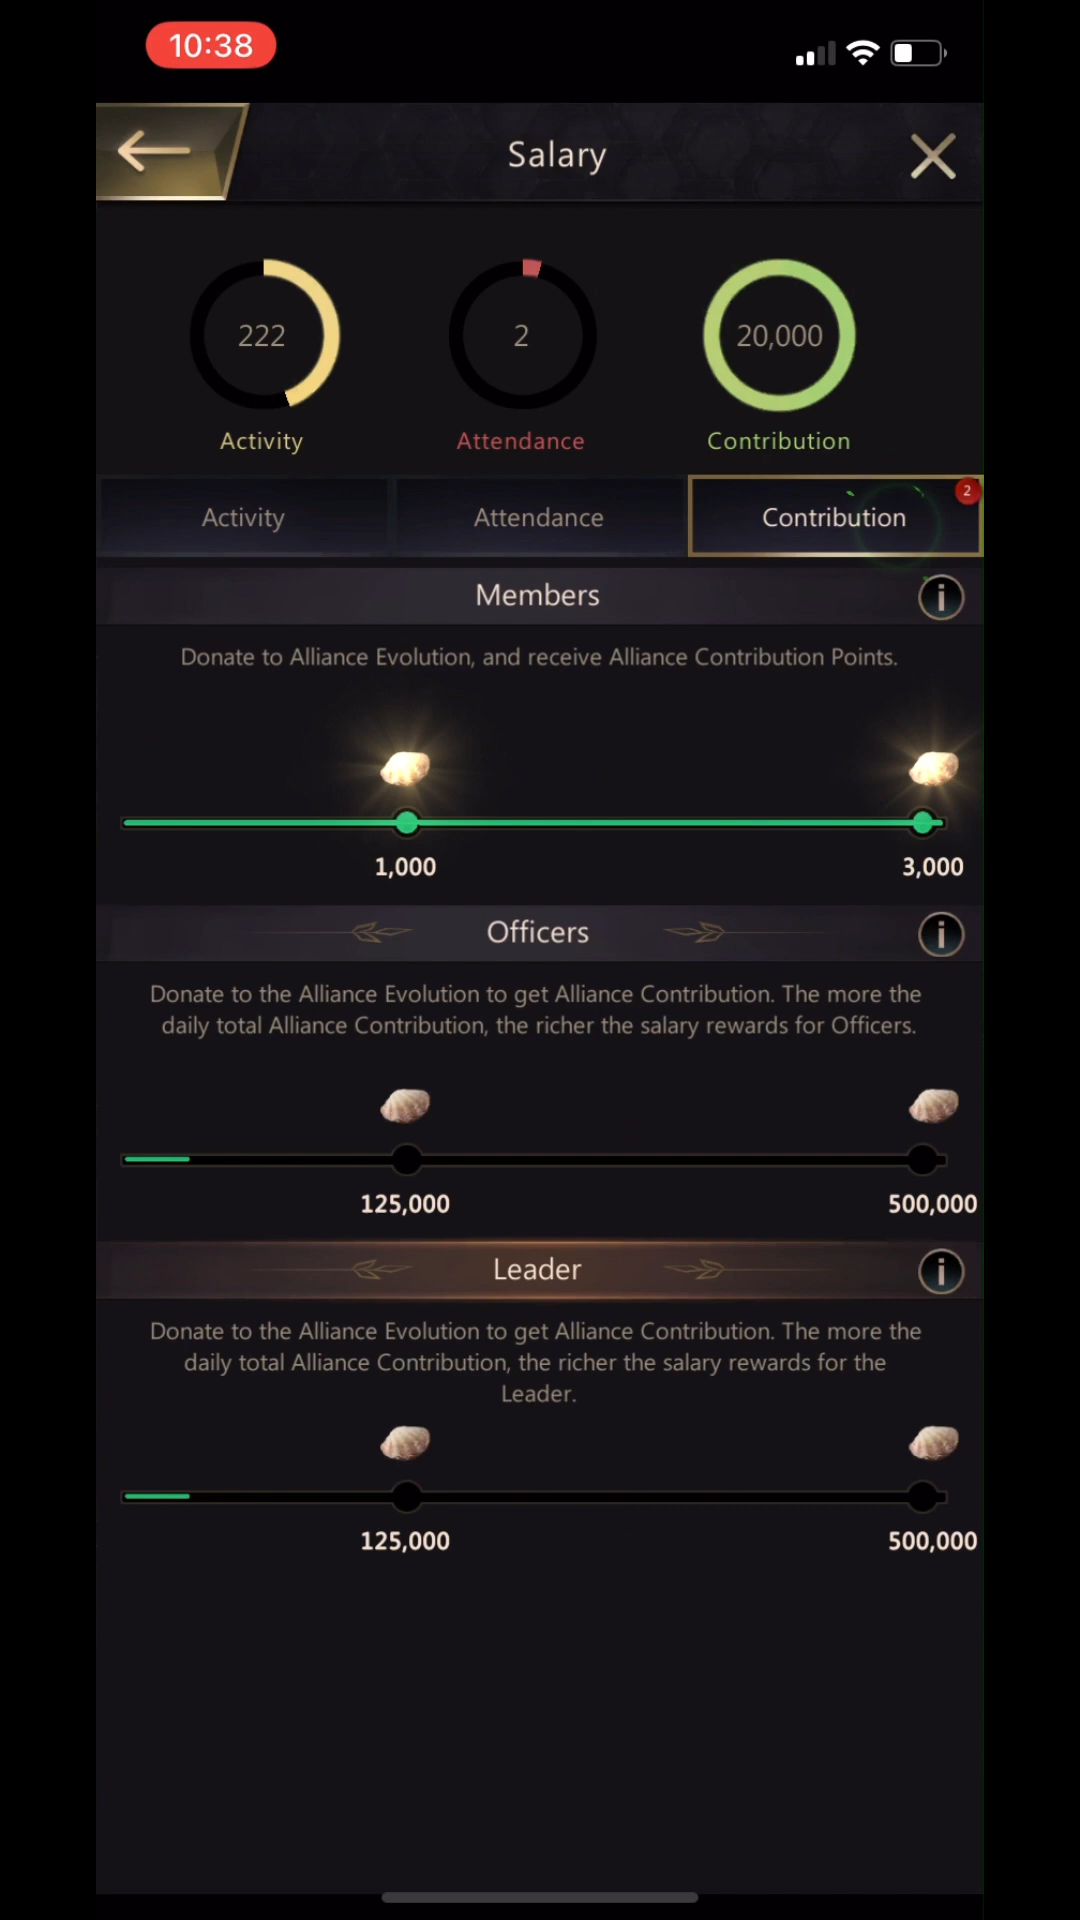 10:38
Salary
222
2
20,000
Activity
Attendance
Contribution
Activity
Attendance
Contribution
2
Members
Donate to Alliance Evolution, and receive Alliance Contribution Points.
1,000
3,000
Officers
Donate to the Alliance Evolution to get Alliance Contribution. The more the
daily total Alliance Contribution, the richer the salary rewards for Officers.
125,000
500,000
Leader
Donate to the Alliance Evolution to get Alliance Contribution. The more the
daily total Alliance Contribution, the richer the salary rewards for the
Leader.
125,000
500,000